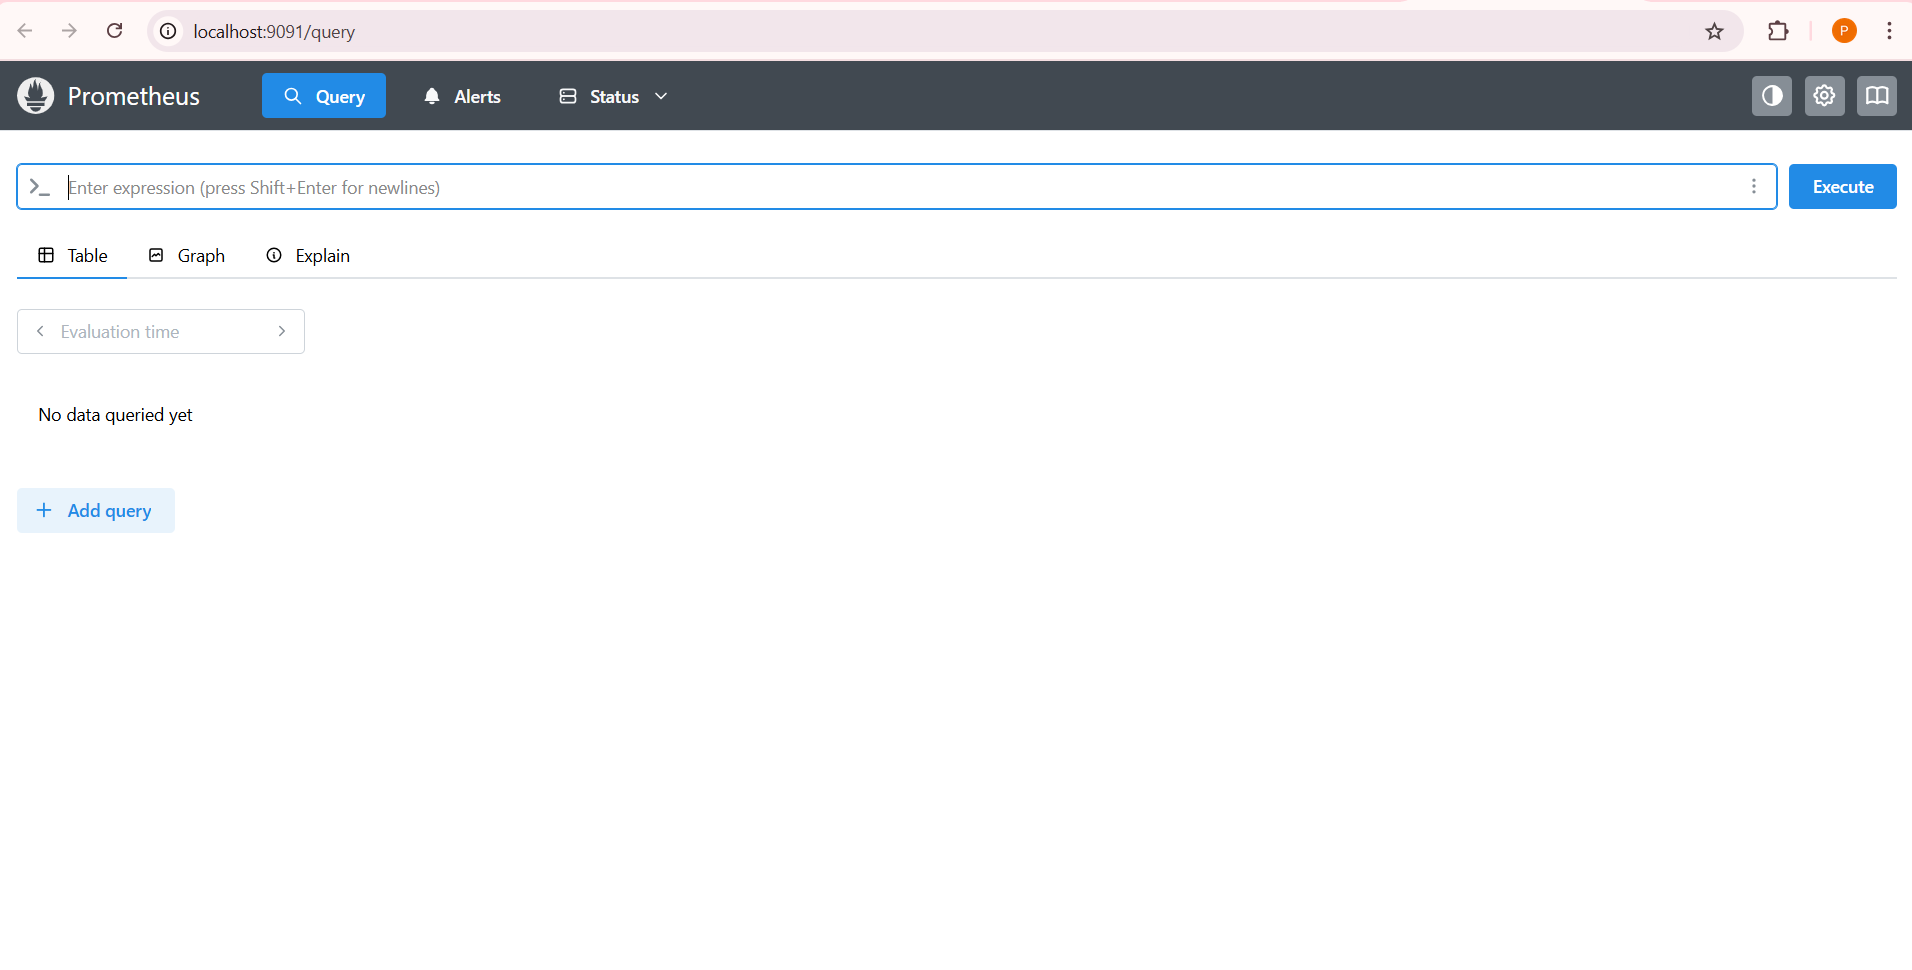 localhost:9091/query
P
Prometheus Query Alerts Status
Enter expression (press Shift+Enter for newlines)
Execute
Table Graph Explain
Evaluation time
No data queried yet
Add query